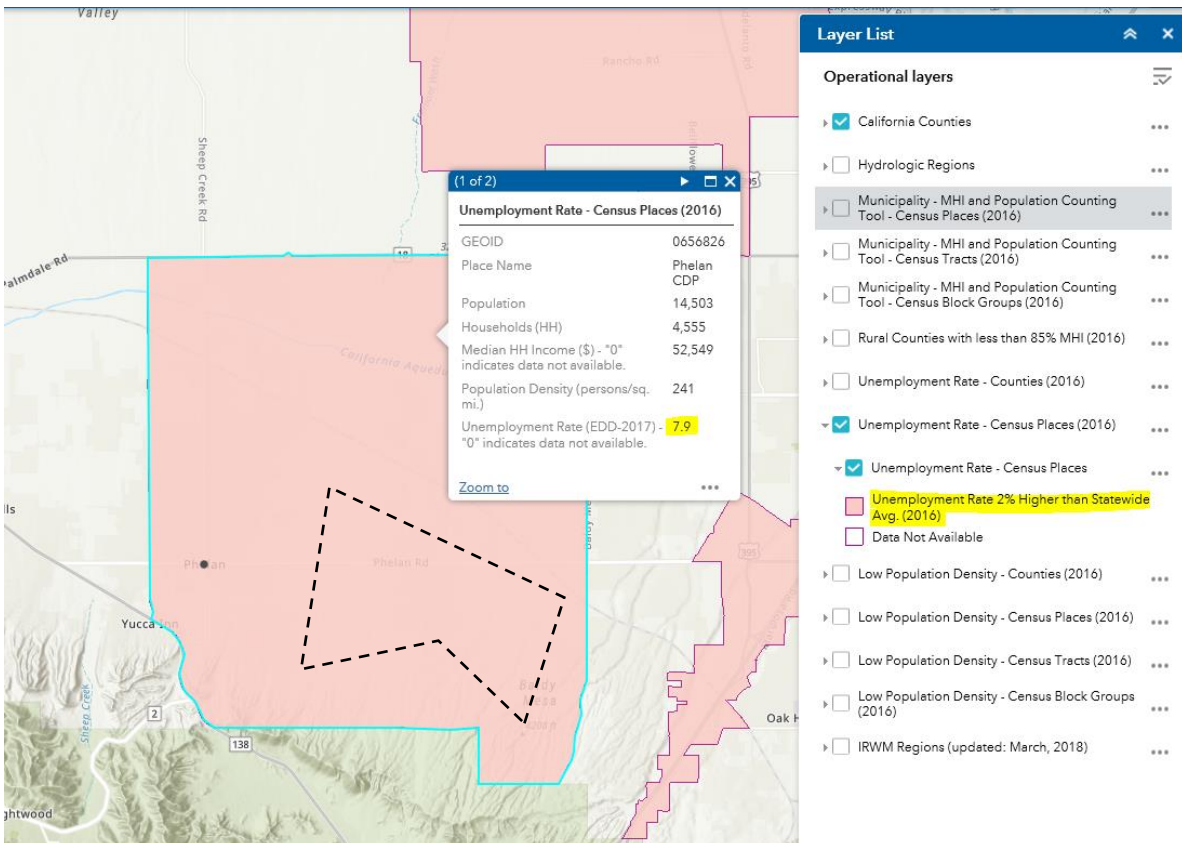 Valley
Rancho Rd
Sheep Creek Rd
395
18
Palmdale Rd
California Aqueduct
lls
Phelan
Phelan Rd
395
Yucca Inn
Baldy
Mesa
Oak H
Sheep Creek
2
138
ghtwood
(1 of 2)
Unemployment Rate - Census Places (2016)
GEOID 0656826
Place Name Phelan
CDP
Population 14,503
Households (HH) 4,555
Median HH Income ($) - "0" 52,549
indicates data not available.
Population Density (persons/sq. 241
mi.)
Unemployment Rate (EDD-2017) - 7.9
"0" indicates data not available.
Zoom to
Layer List
Operational layers
California Counties
Hydrologic Regions
Municipality - MHI and Population Counting
Tool - Census Places (2016)
Municipality - MHI and Population Counting
Tool - Census Tracts (2016)
Municipality - MHI and Population Counting
Tool - Census Block Groups (2016)
Rural Counties with less than 85% MHI (2016)
Unemployment Rate - Counties (2016)
Unemployment Rate - Census Places (2016)
Unemployment Rate - Census Places
Unemployment Rate 2% Higher than Statewide
Avg. (2016)
Data Not Available
Low Population Density - Counties (2016)
Low Population Density - Census Places (2016)
Low Population Density - Census Tracts (2016)
Low Population Density - Census Block Groups
(2016)
IRWM Regions (updated: March, 2018)